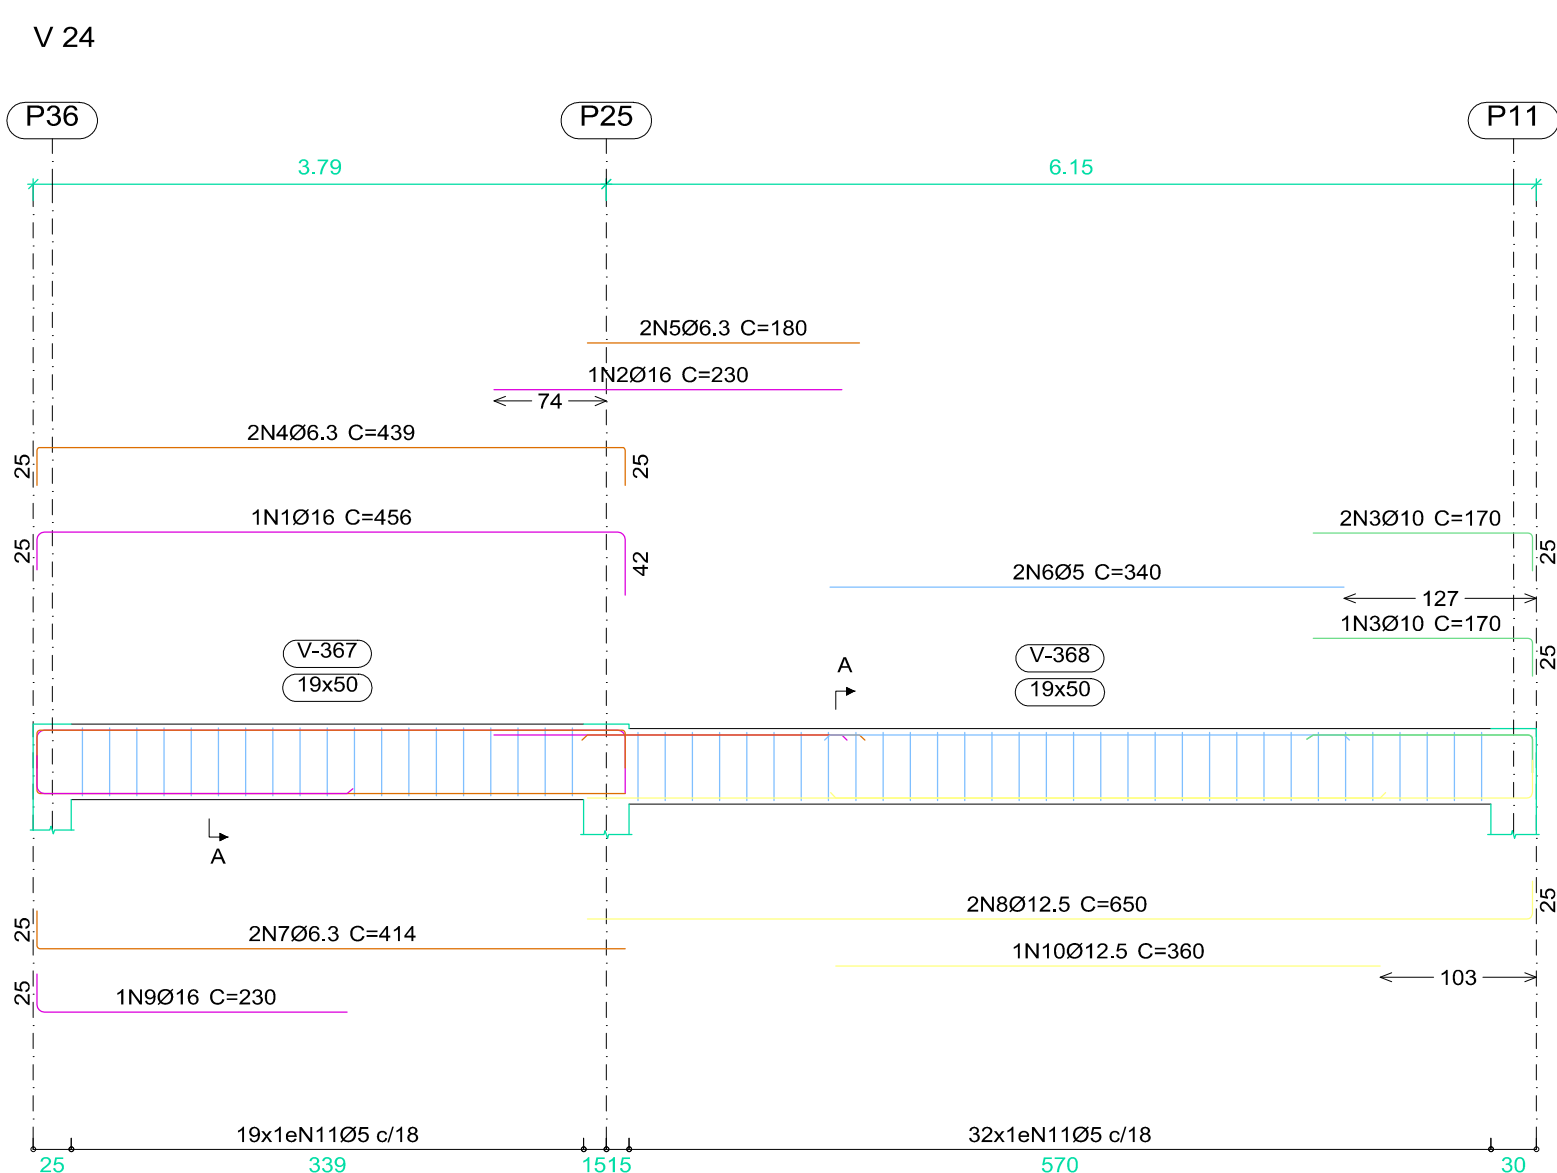 V 24
P36 P25 P11
3.79 6.15
2N5Ø6.3 C=180
1N2Ø16 C=230
74
2N4Ø6.3 C=439
25 25
1N1Ø16 C=456
25 42
2N3Ø10 C=170
25
2N6Ø5 C=340
127
1N3Ø10 C=170
25
V-367
19x50
V-368
19x50
A
A
2N8Ø12.5 C=650
25
2N7Ø6.3 C=414
25
1N10Ø12.5 C=360
103
1N9Ø16 C=230
25
19x1eN11Ø5 c/18 32x1eN11Ø5 c/18
25 339 1515 570 30